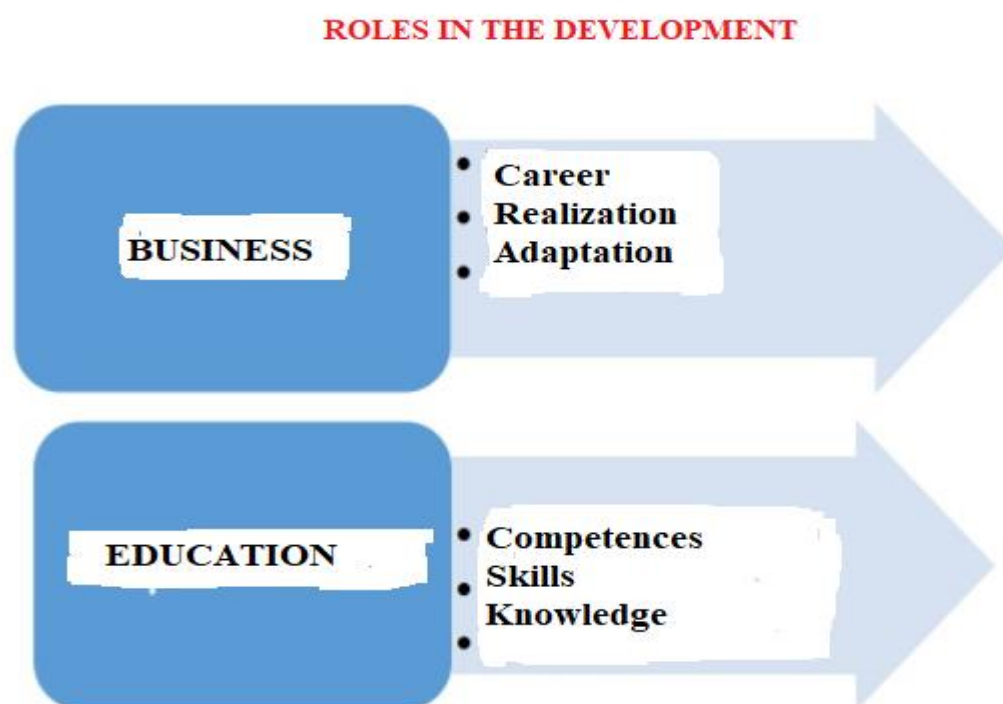 ROLES IN THE DEVELOPMENT
BUSINESS
• Career
• Realization
• Adaptation
EDUCATION
• Competences
• Skills
• Knowledge